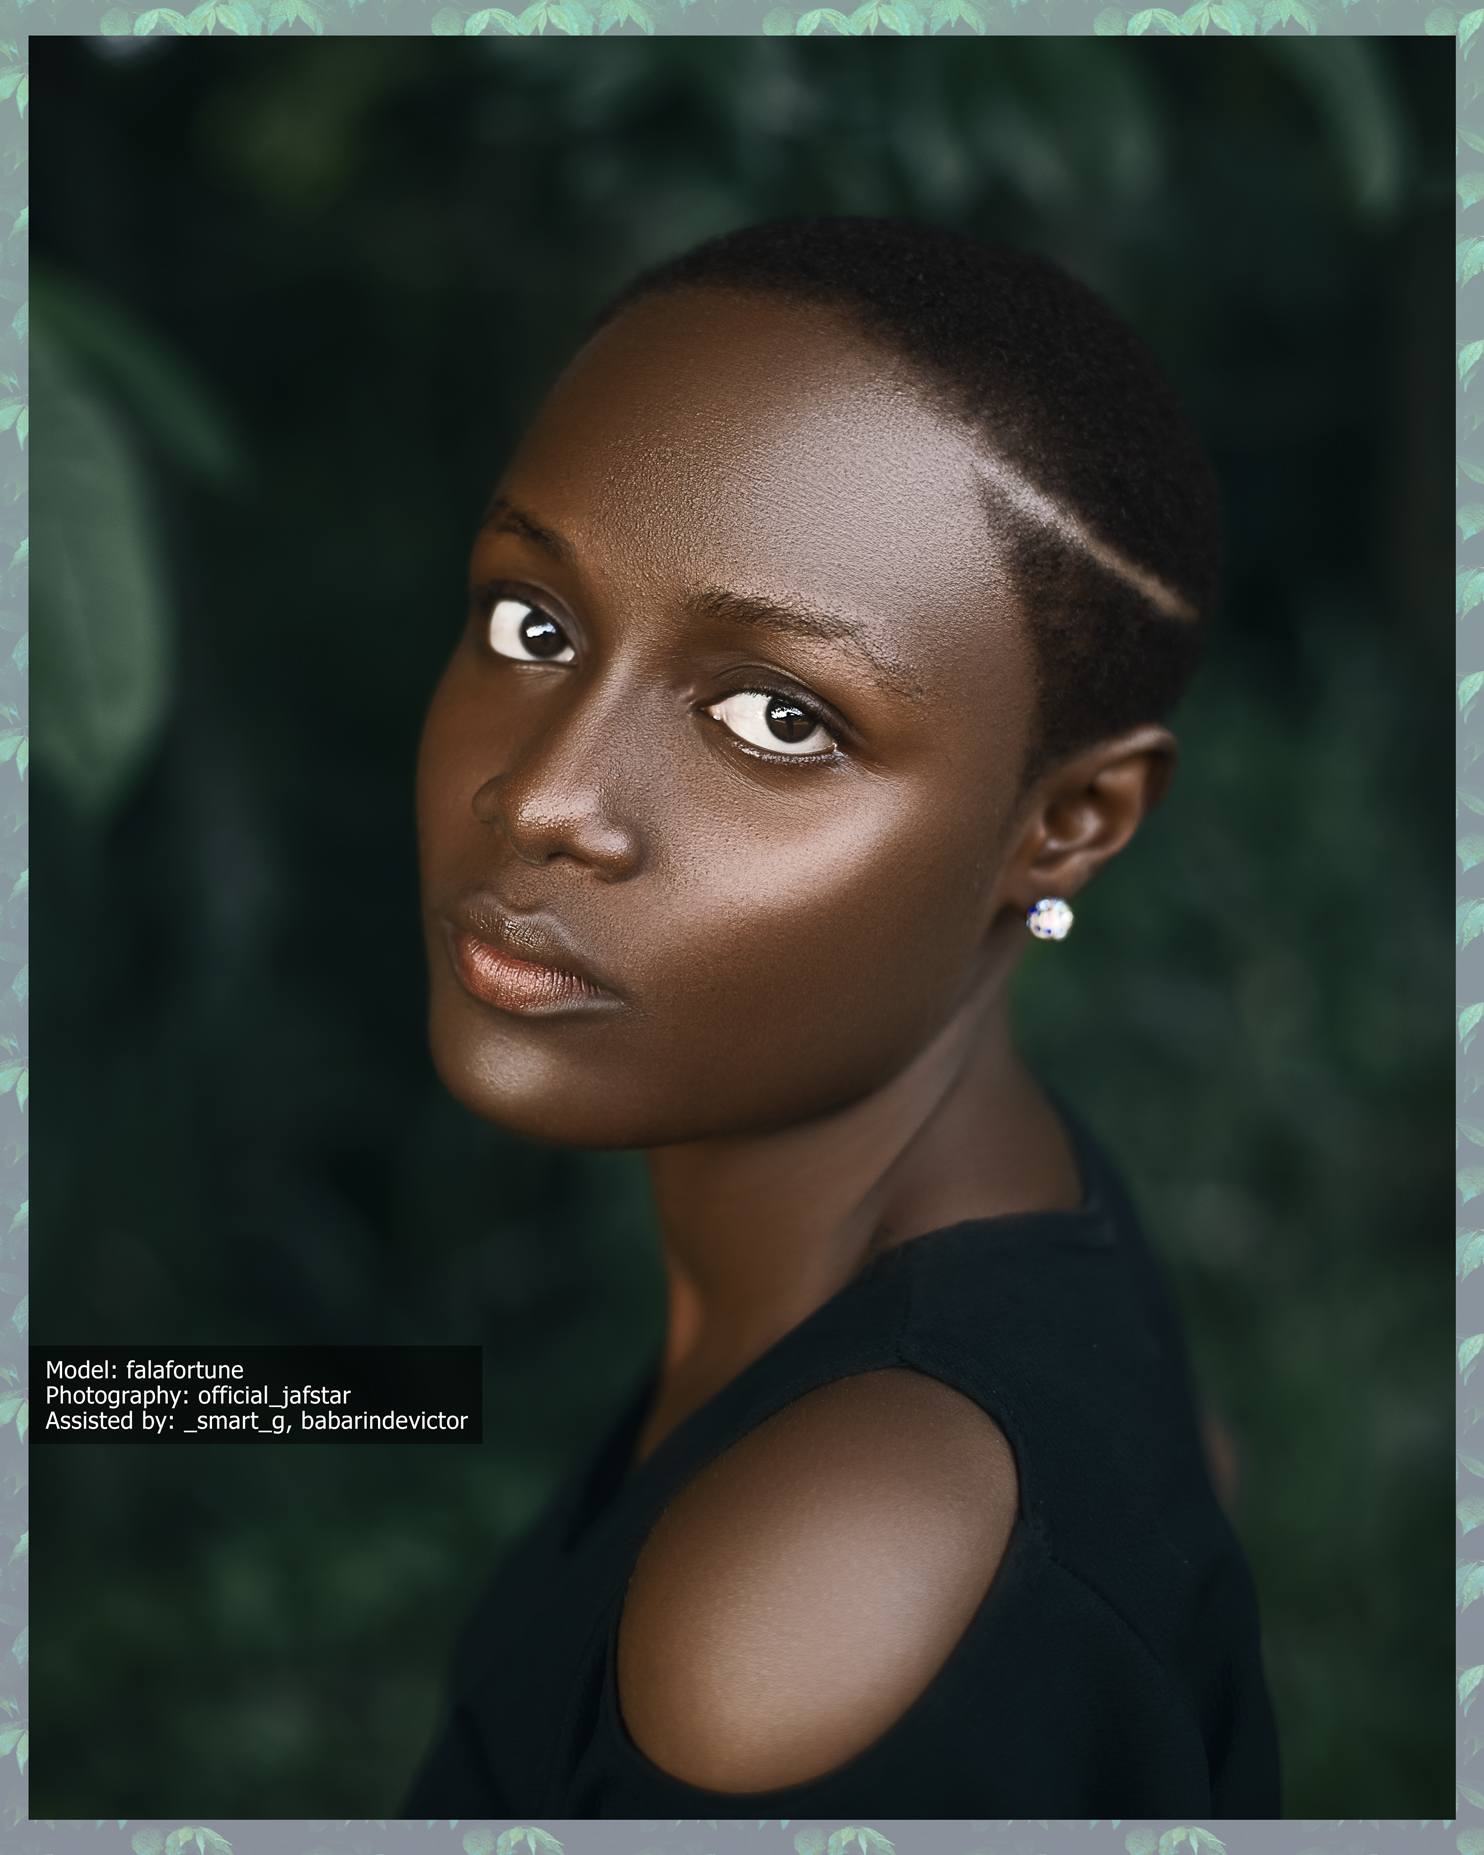 Model: falafortune
Photography: official_jafstar
Assisted by: _smart_g, babarindevictor